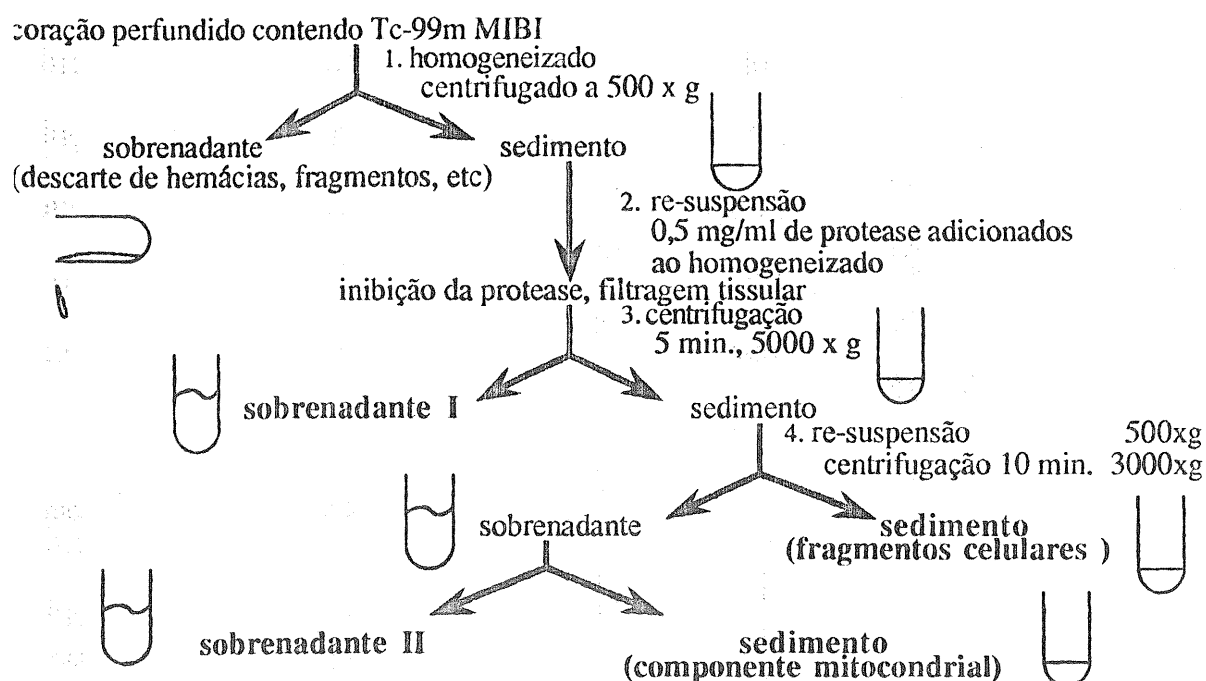 coração perfundido contendo Tc-99m MIBI
1. homogeneizado
centrifugado a 500 x g
sobrenadante
(descarte de hemácias, fragmentos, etc)
sedimento
2. re-suspensão
0,5 mg/ml de protease adicionados
ao homogeneizado
inibição da protease, filtragem tissular
3. centrifugação
5 min., 5000 x g
sobrenadante I
sedimento
4. re-suspensão 500xg
centrifugação 10 min. 3000xg
sobrenadante
sedimento
(fragmentos celulares )
sobrenadante II
sedimento
(componente mitocondrial)